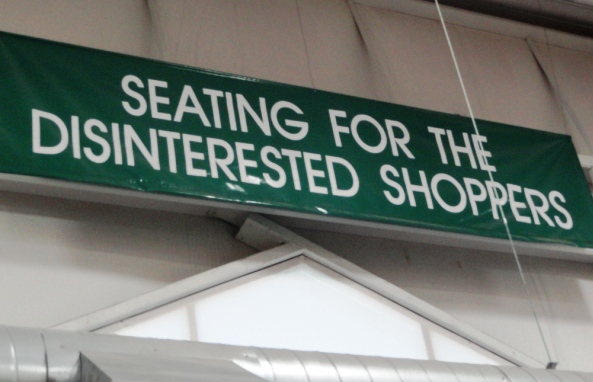 SEATING FOR THE
DISINTERESTED SHOPPERS